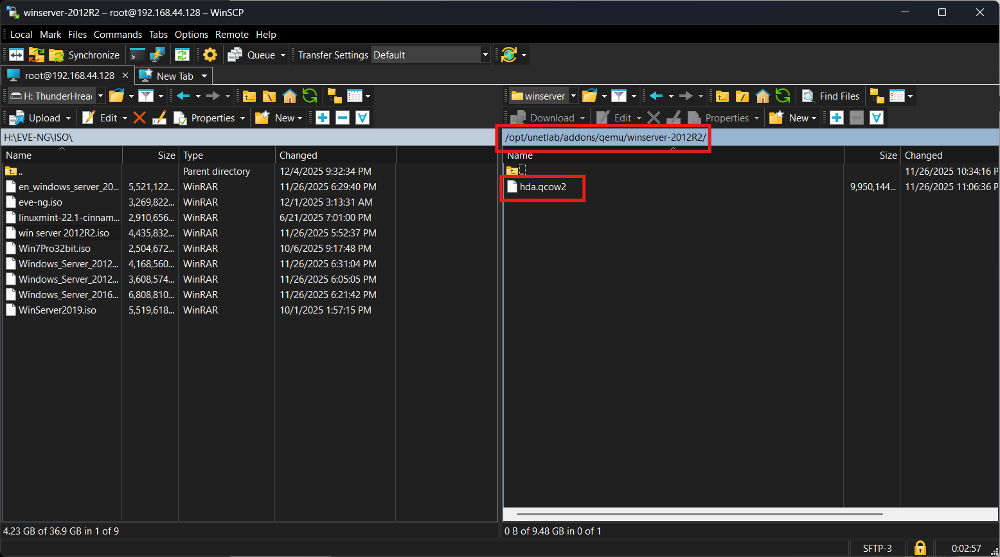 winserver-2012R2 – root@192.168.44.128 – WinSCP
Local Mark Files Commands Tabs Options Remote Help
Synchronize Queue Transfer Settings Default
root@192.168.44.128 × New Tab
H: ThunderHrea
winserver Find Files
Upload Edit Properties New
Download Edit Properties New
H:\EVE-NG\ISO\
/opt/unetlab/addons/qemu/winserver-2012R2/
Name Size Type Changed
.. Parent directory 12/4/2025 9:32:34 PM
en_windows_server_20... 5,521,122... WinRAR 11/26/2025 6:29:40 PM
eve-ng.iso 3,269,822... WinRAR 12/1/2025 3:13:31 AM
linuxmint-22.1-cinnam... 2,910,656... WinRAR 6/21/2025 7:01:00 PM
win server 2012R2.iso 4,435,832... WinRAR 11/26/2025 5:52:37 PM
Win7Pro32bit.iso 2,504,672... WinRAR 10/6/2025 9:17:48 PM
Windows_Server_2012... 4,168,560... WinRAR 11/26/2025 6:31:04 PM
Windows_Server_2012... 3,608,574... WinRAR 11/26/2025 6:05:05 PM
Windows_Server_2016... 6,808,810... WinRAR 11/26/2025 6:21:42 PM
WinServer2019.iso 5,519,618... WinRAR 10/1/2025 1:57:15 PM
Name Size Changed
.. 11/26/2025 10:34:16 P
hda.qcow2 9,950,144... 11/26/2025 11:06:36 P
4.23 GB of 36.9 GB in 1 of 9
0 B of 9.48 GB in 0 of 1
SFTP-3 0:02:57